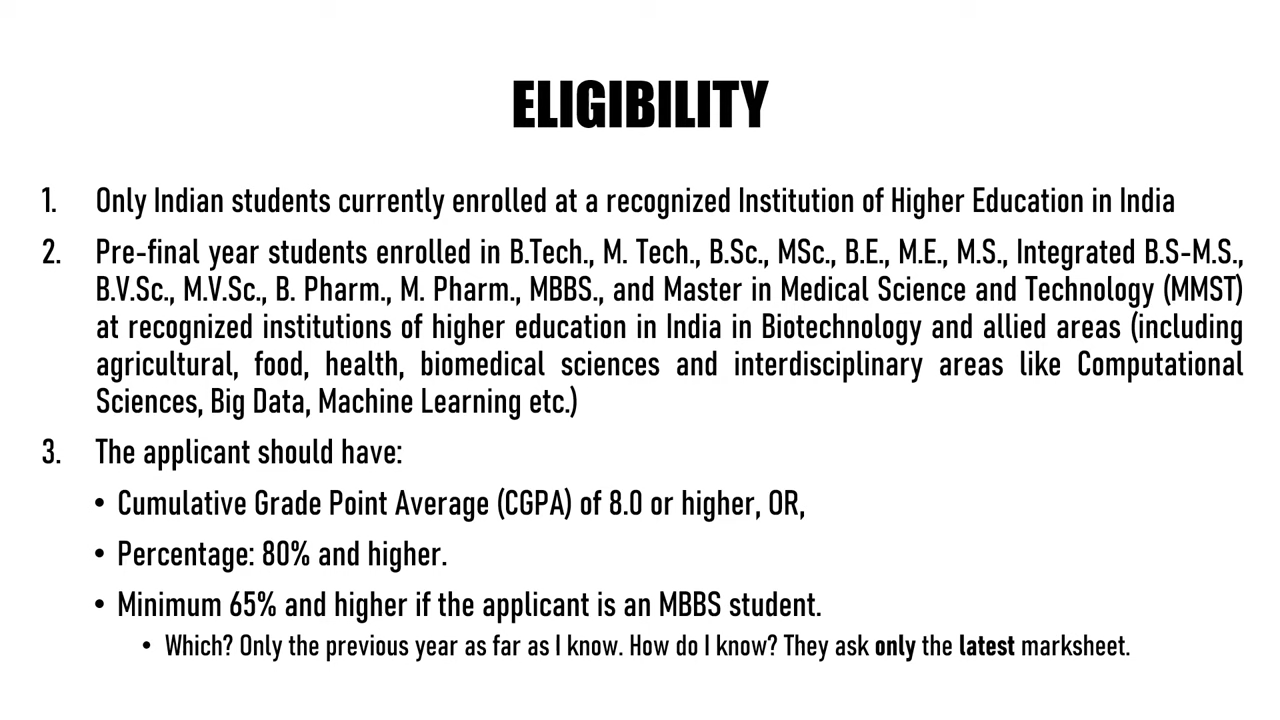 ELIGIBILITY
1. Only Indian students currently enrolled at a recognized Institution of Higher Education in India
2. Pre-final year students enrolled in B.Tech., M. Tech., B.Sc., MSc., B.E., M.E., M.S., Integrated B.S-M.S.,
B.V.Sc., M.V.Sc., B. Pharm., M. Pharm., MBBS., and Master in Medical Science and Technology (MMST)
at recognized institutions of higher education in India in Biotechnology and allied areas (including
agricultural, food, health, biomedical sciences and interdisciplinary areas like Computational
Sciences, Big Data, Machine Learning etc.)
3. The applicant should have:
• Cumulative Grade Point Average (CGPA) of 8.0 or higher, OR,
• Percentage: 80% and higher.
• Minimum 65% and higher if the applicant is an MBBS student.
• Which? Only the previous year as far as I know. How do I know? They ask only the latest marksheet.